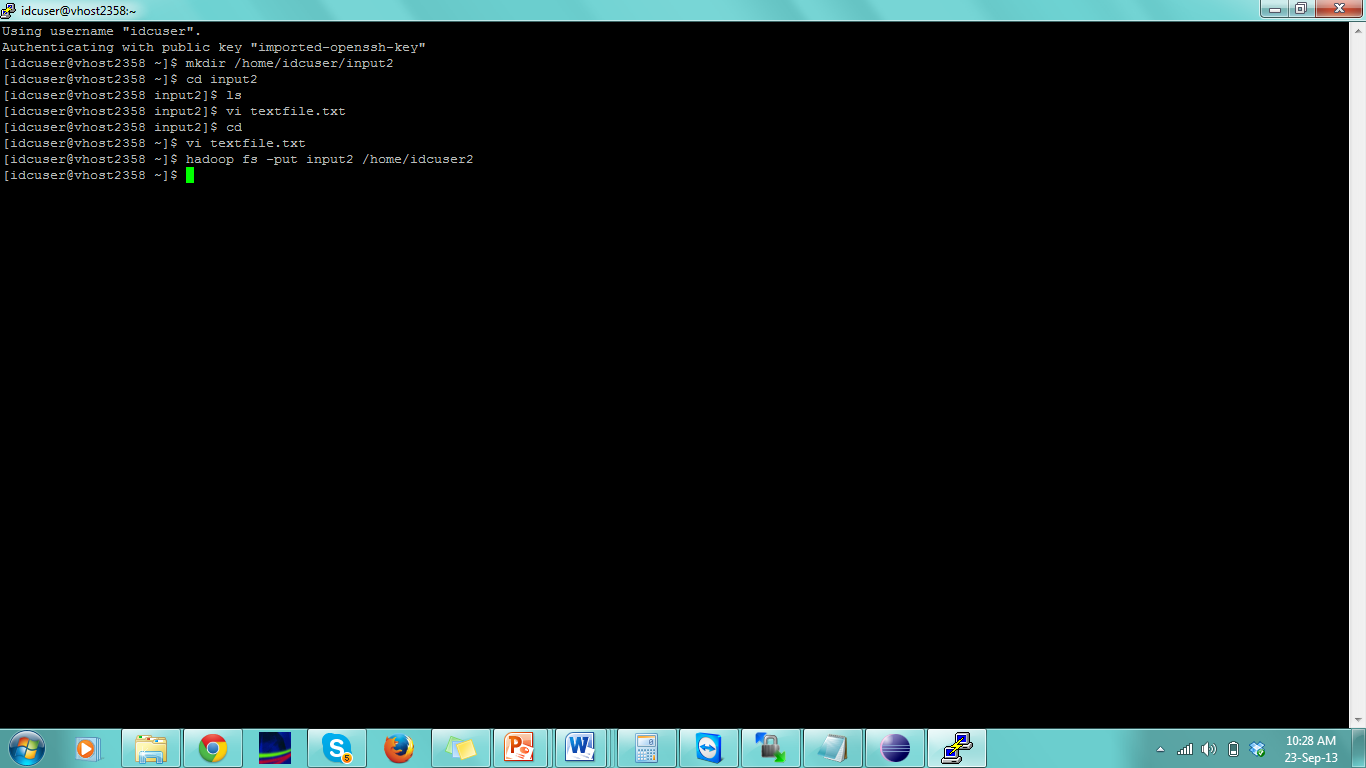 idcuser@vhost2358:~
Using username "idcuser".
Authenticating with public key "imported-openssh-key"
[idcuser@vhost2358 ~]$ mkdir /home/idcuser/input2
[idcuser@vhost2358 ~]$ cd input2
[idcuser@vhost2358 input2]$ ls
[idcuser@vhost2358 input2]$ vi textfile.txt
[idcuser@vhost2358 input2]$ cd
[idcuser@vhost2358 ~]$ vi textfile.txt
[idcuser@vhost2358 ~]$ hadoop fs -put input2 /home/idcuser2
[idcuser@vhost2358 ~]$
10:28 AM
23-Sep-13